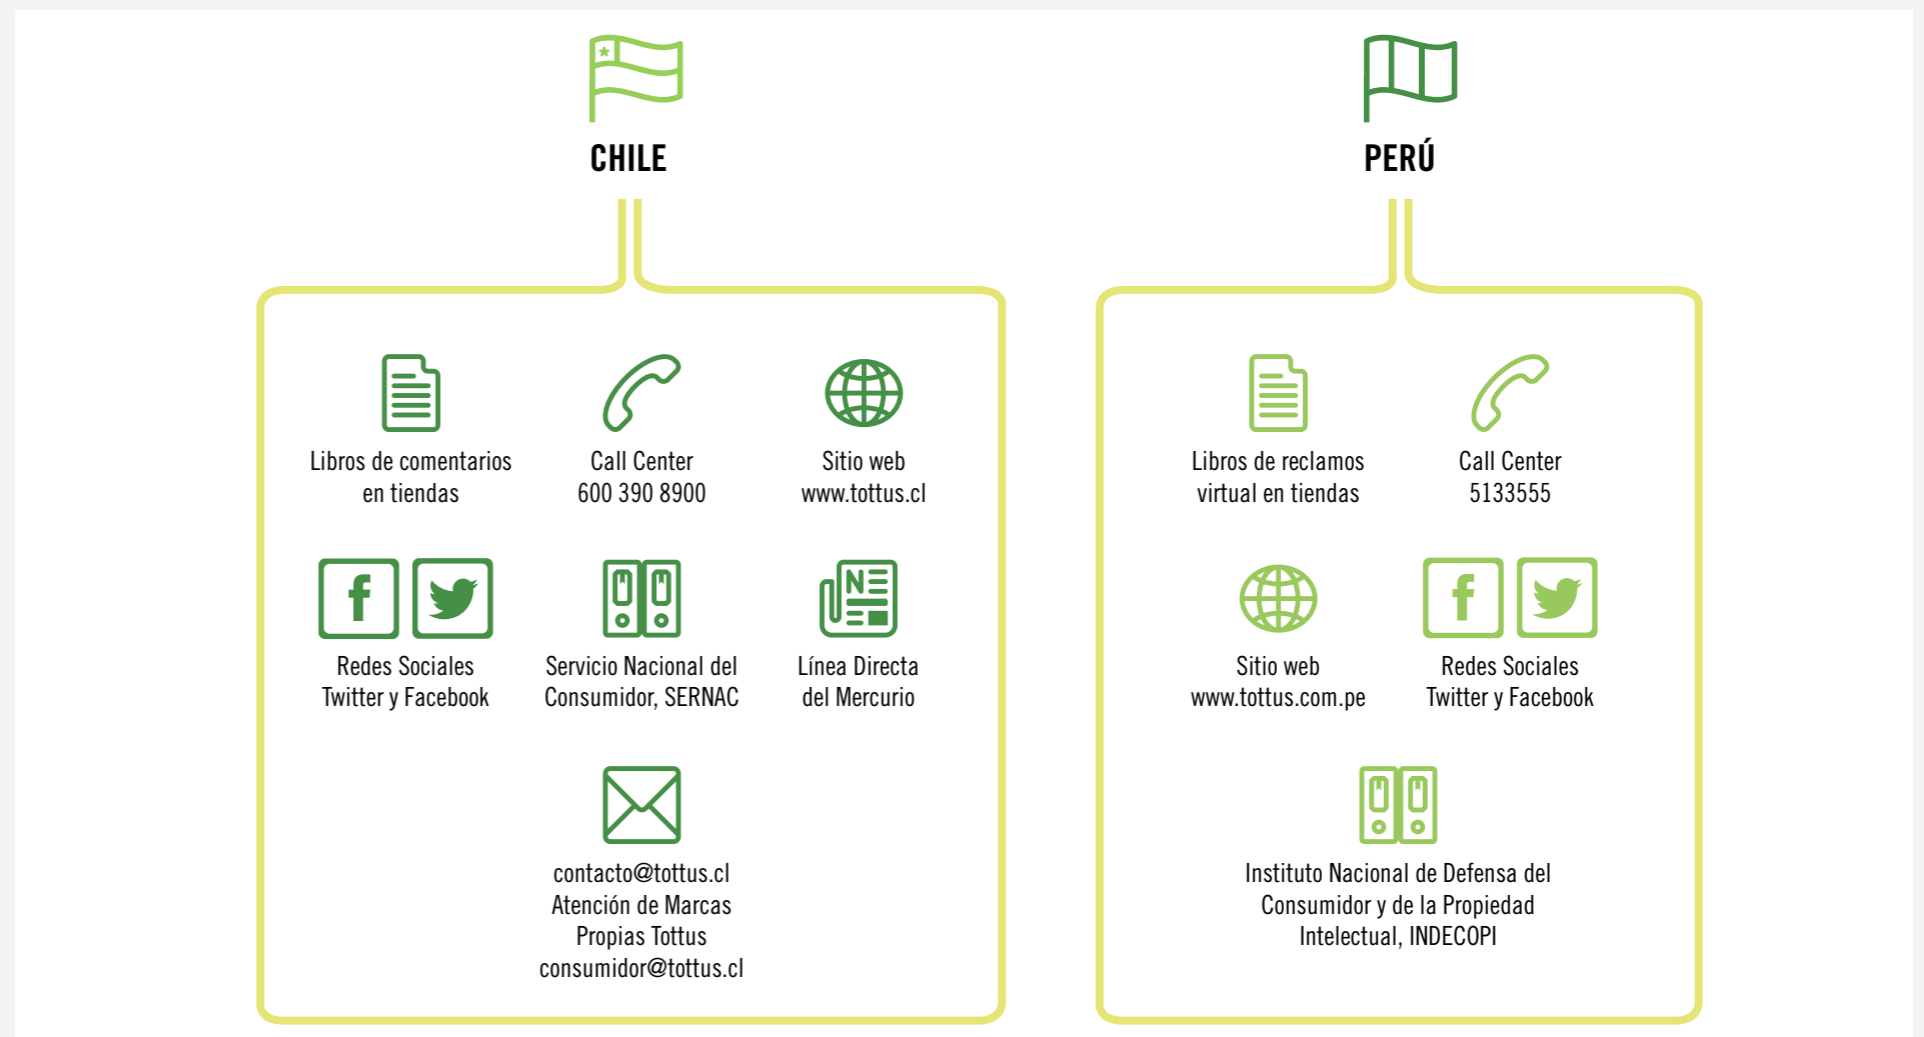 CHILE
Libros de comentarios
en tiendas
Call Center
600 390 8900
Sitio web
www.tottus.cl
Redes Sociales
Twitter y Facebook
Servicio Nacional del
Consumidor, SERNAC
N
Línea Directa
del Mercurio
contacto@tottus.cl
Atención de Marcas
Propias Tottus
consumidor@tottus.cl
PERÚ
Libros de reclamos
virtual en tiendas
Call Center
5133555
Sitio web
www.tottus.com.pe
Redes Sociales
Twitter y Facebook
Instituto Nacional de Defensa del
Consumidor y de la Propiedad
Intelectual, INDECOPI